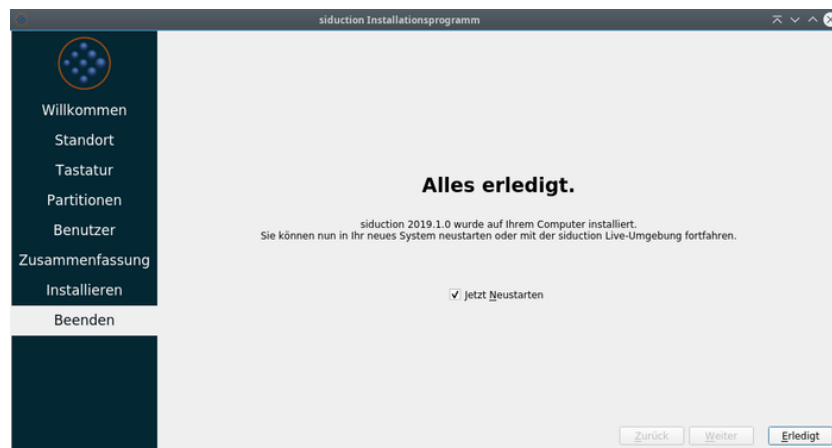 siduction Installationsprogramm
Willkommen
Standort
Tastatur
Partitionen
Benutzer
Zusammenfassung
Installieren
Beenden
Alles erledigt.
siduction 2019.1.0 wurde auf Ihrem Computer installiert.
Sie können nun in Ihr neues System neustarten oder mit der siduction Live-Umgebung fortfahren.
Jetzt Neustarten
Zurück
Weiter
Erledigt